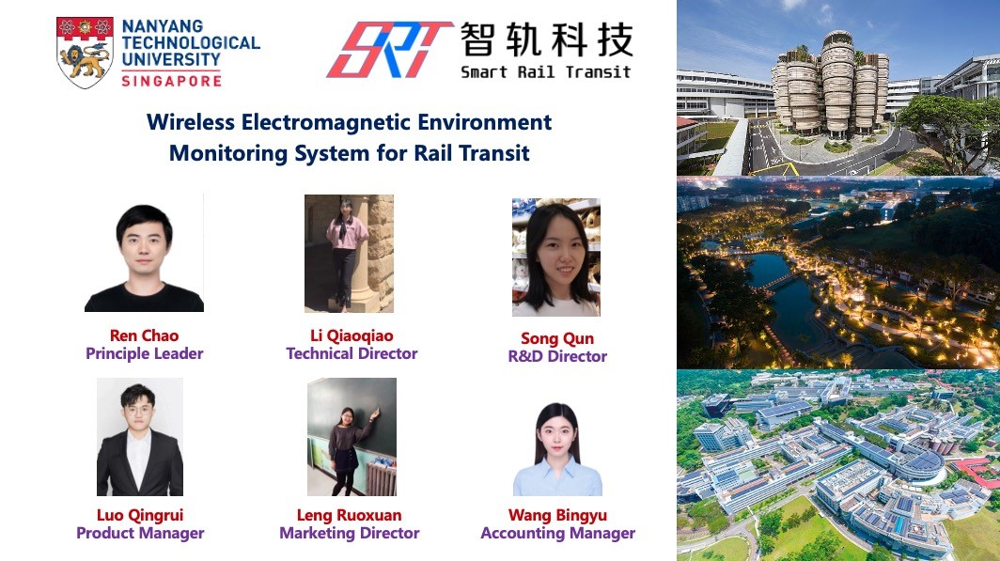 NANYANG
TECHNOLOGICAL
UNIVERSITY
SINGAPORE
SRT 智轨科技
Smart Rail Transit
Wireless Electromagnetic Environment
Monitoring System for Rail Transit
Ren Chao
Principle Leader
Li Qiaoqiao
Technical Director
Song Qun
R&D Director
Luo Qingrui
Product Manager
Leng Ruoxuan
Marketing Director
Wang Bingyu
Accounting Manager